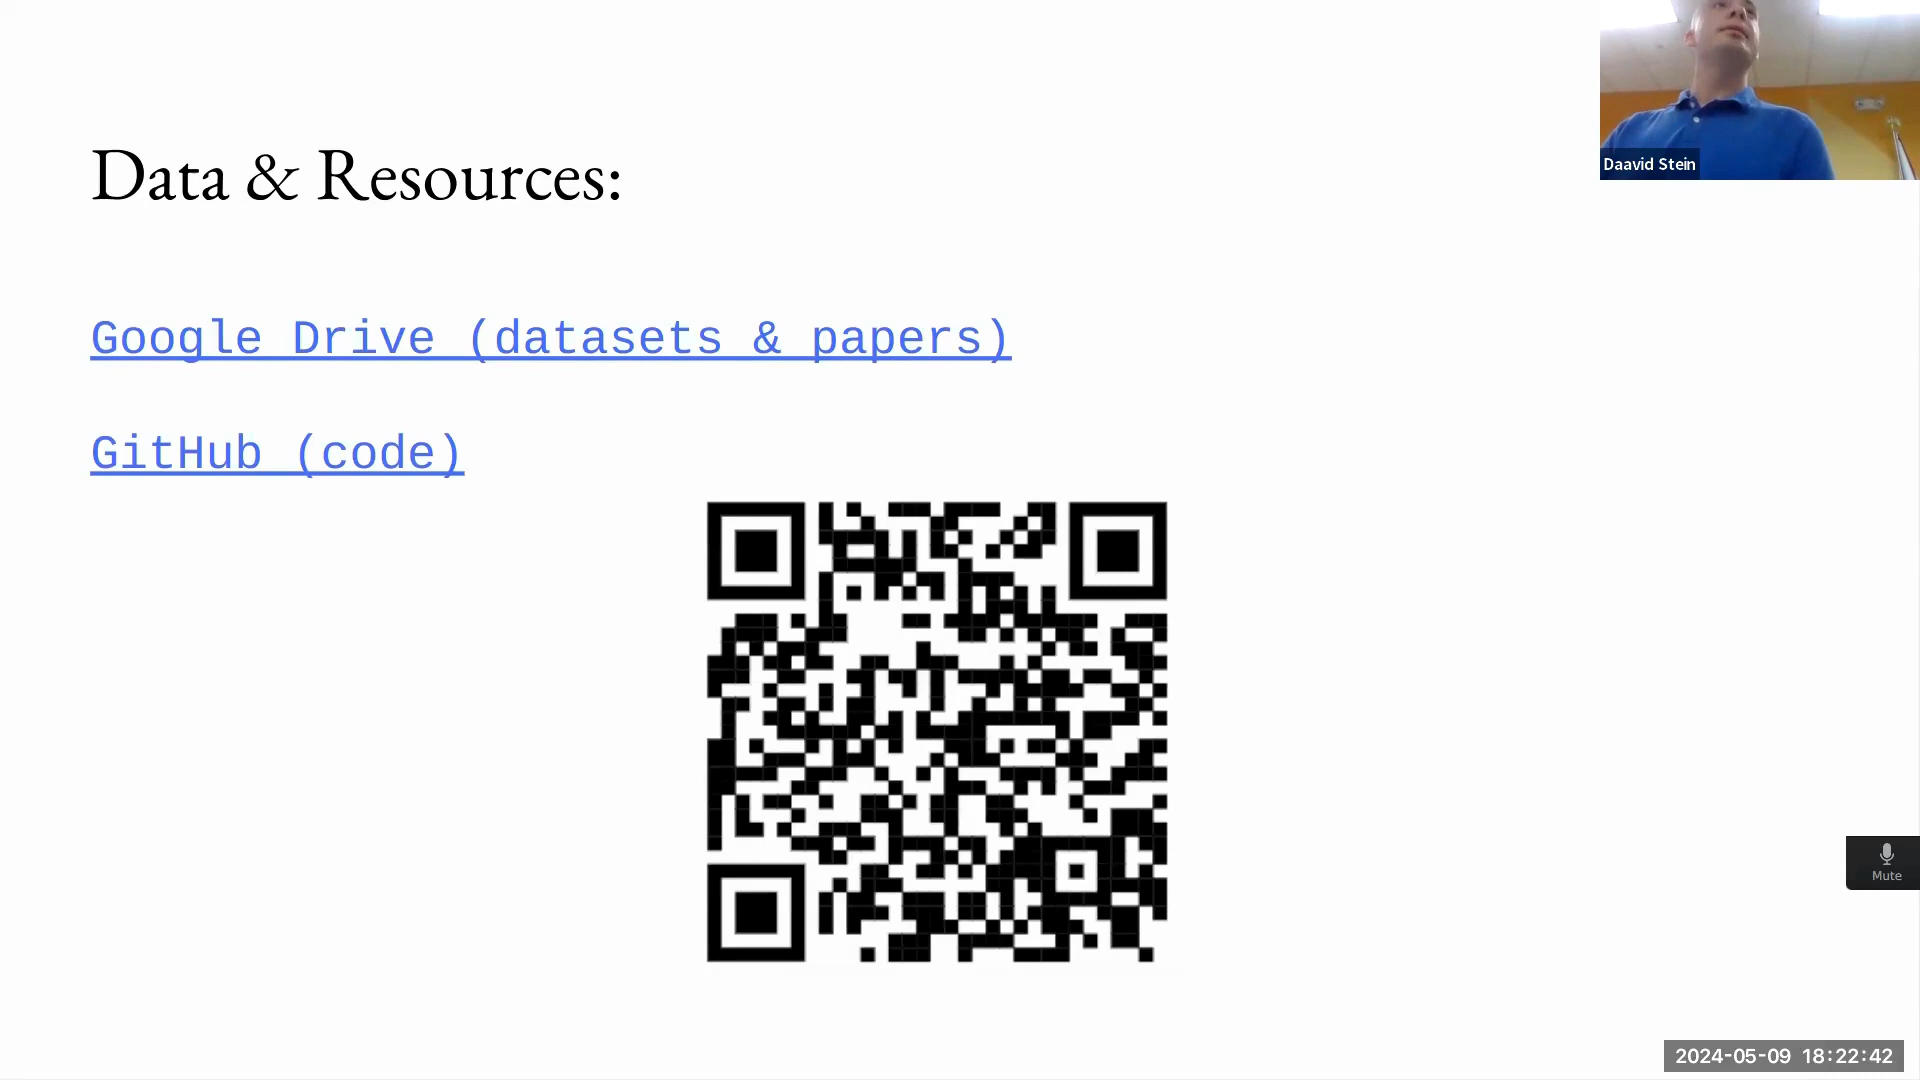 Data & Resources:
Google Drive (datasets & papers)
GitHub (code)
Daavid Stein
Mute
2024-05-09 18:22:42